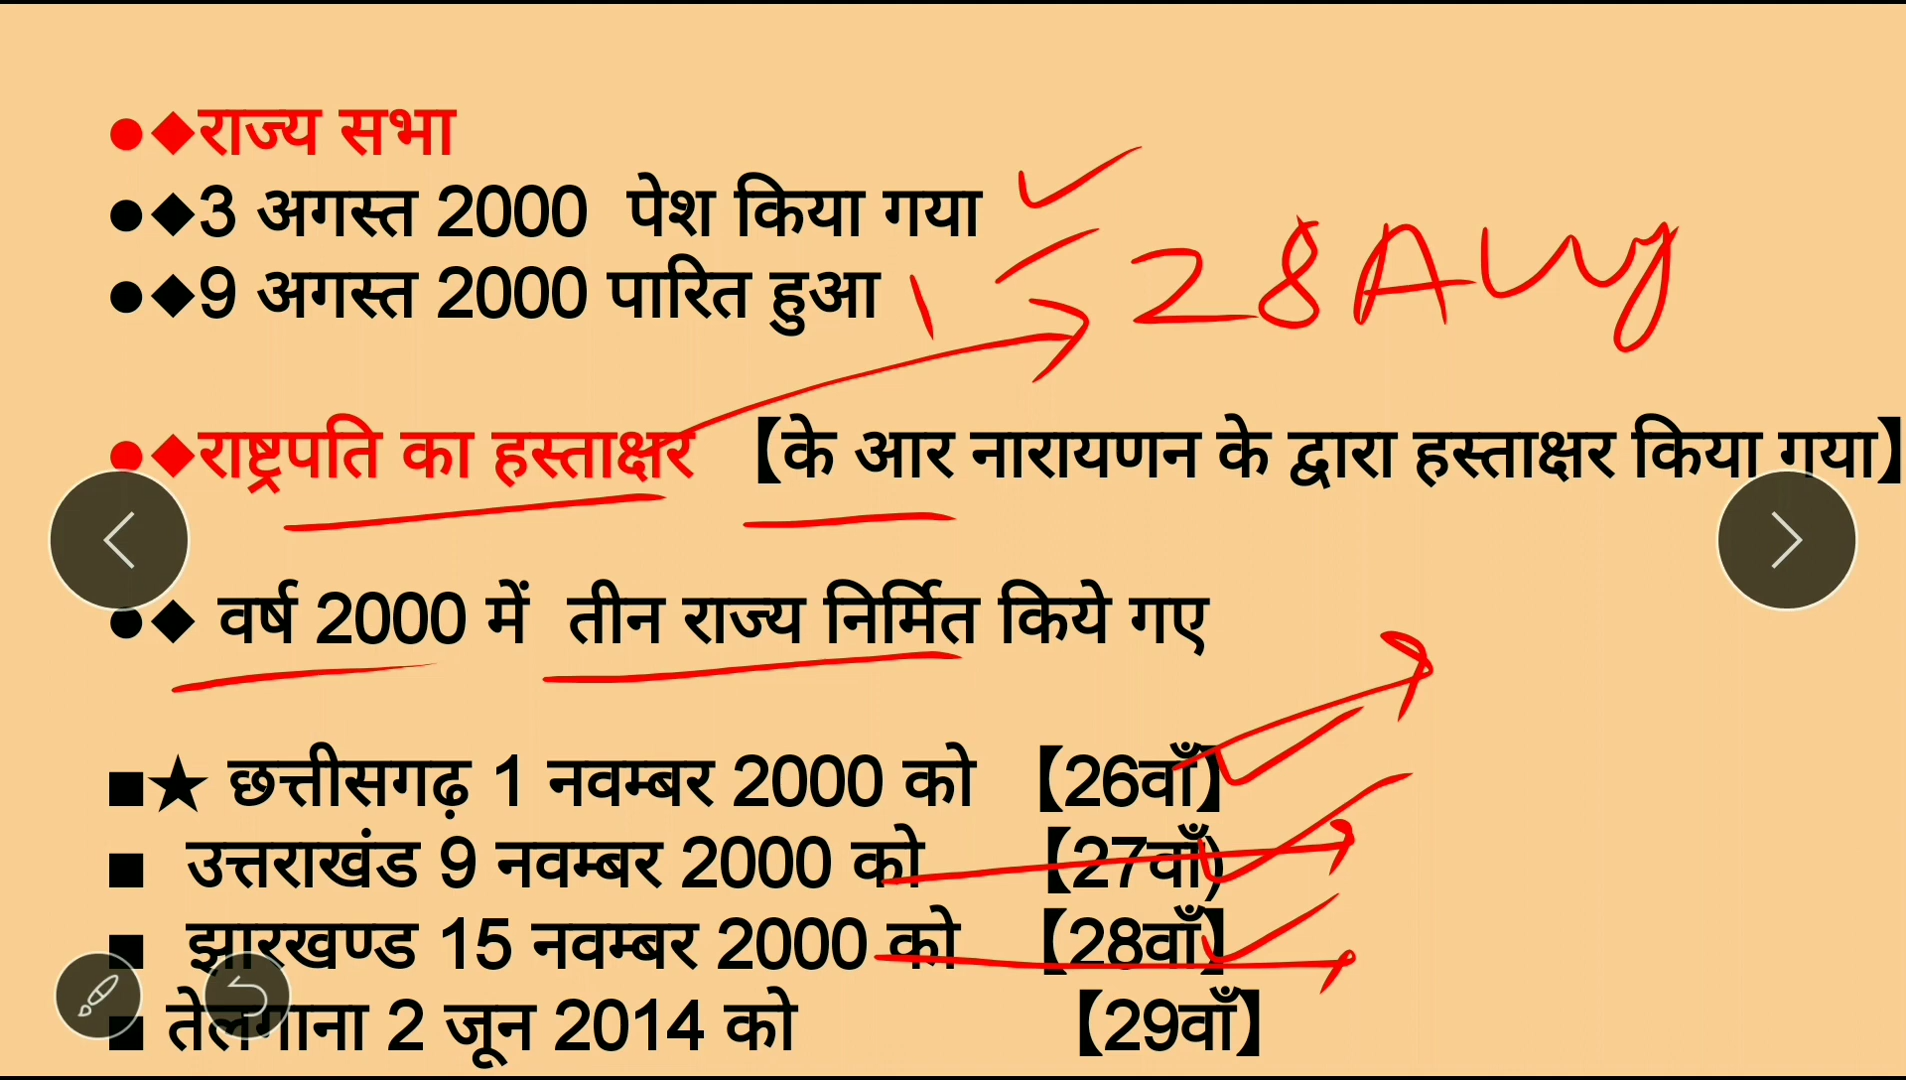 ●◆राज्य सभा
●◆3 अगस्त 2000 पेश किया गया
●◆9 अगस्त 2000 पारित हुआ
28 Aug
●◆राष्ट्रपति का हस्ताक्षर 【के आर नारायणन के द्वारा हस्ताक्षर किया गया】
●◆ वर्ष 2000 में तीन राज्य निर्मित किये गए
■★ छत्तीसगढ़ 1 नवम्बर 2000 को 【26वाँ】
■ उत्तराखंड 9 नवम्बर 2000 को 【27वाँ)
■ झारखण्ड 15 नवम्बर 2000 को 【28वाँ】
■ तेलगाना 2 जून 2014 को 【29वाँ】